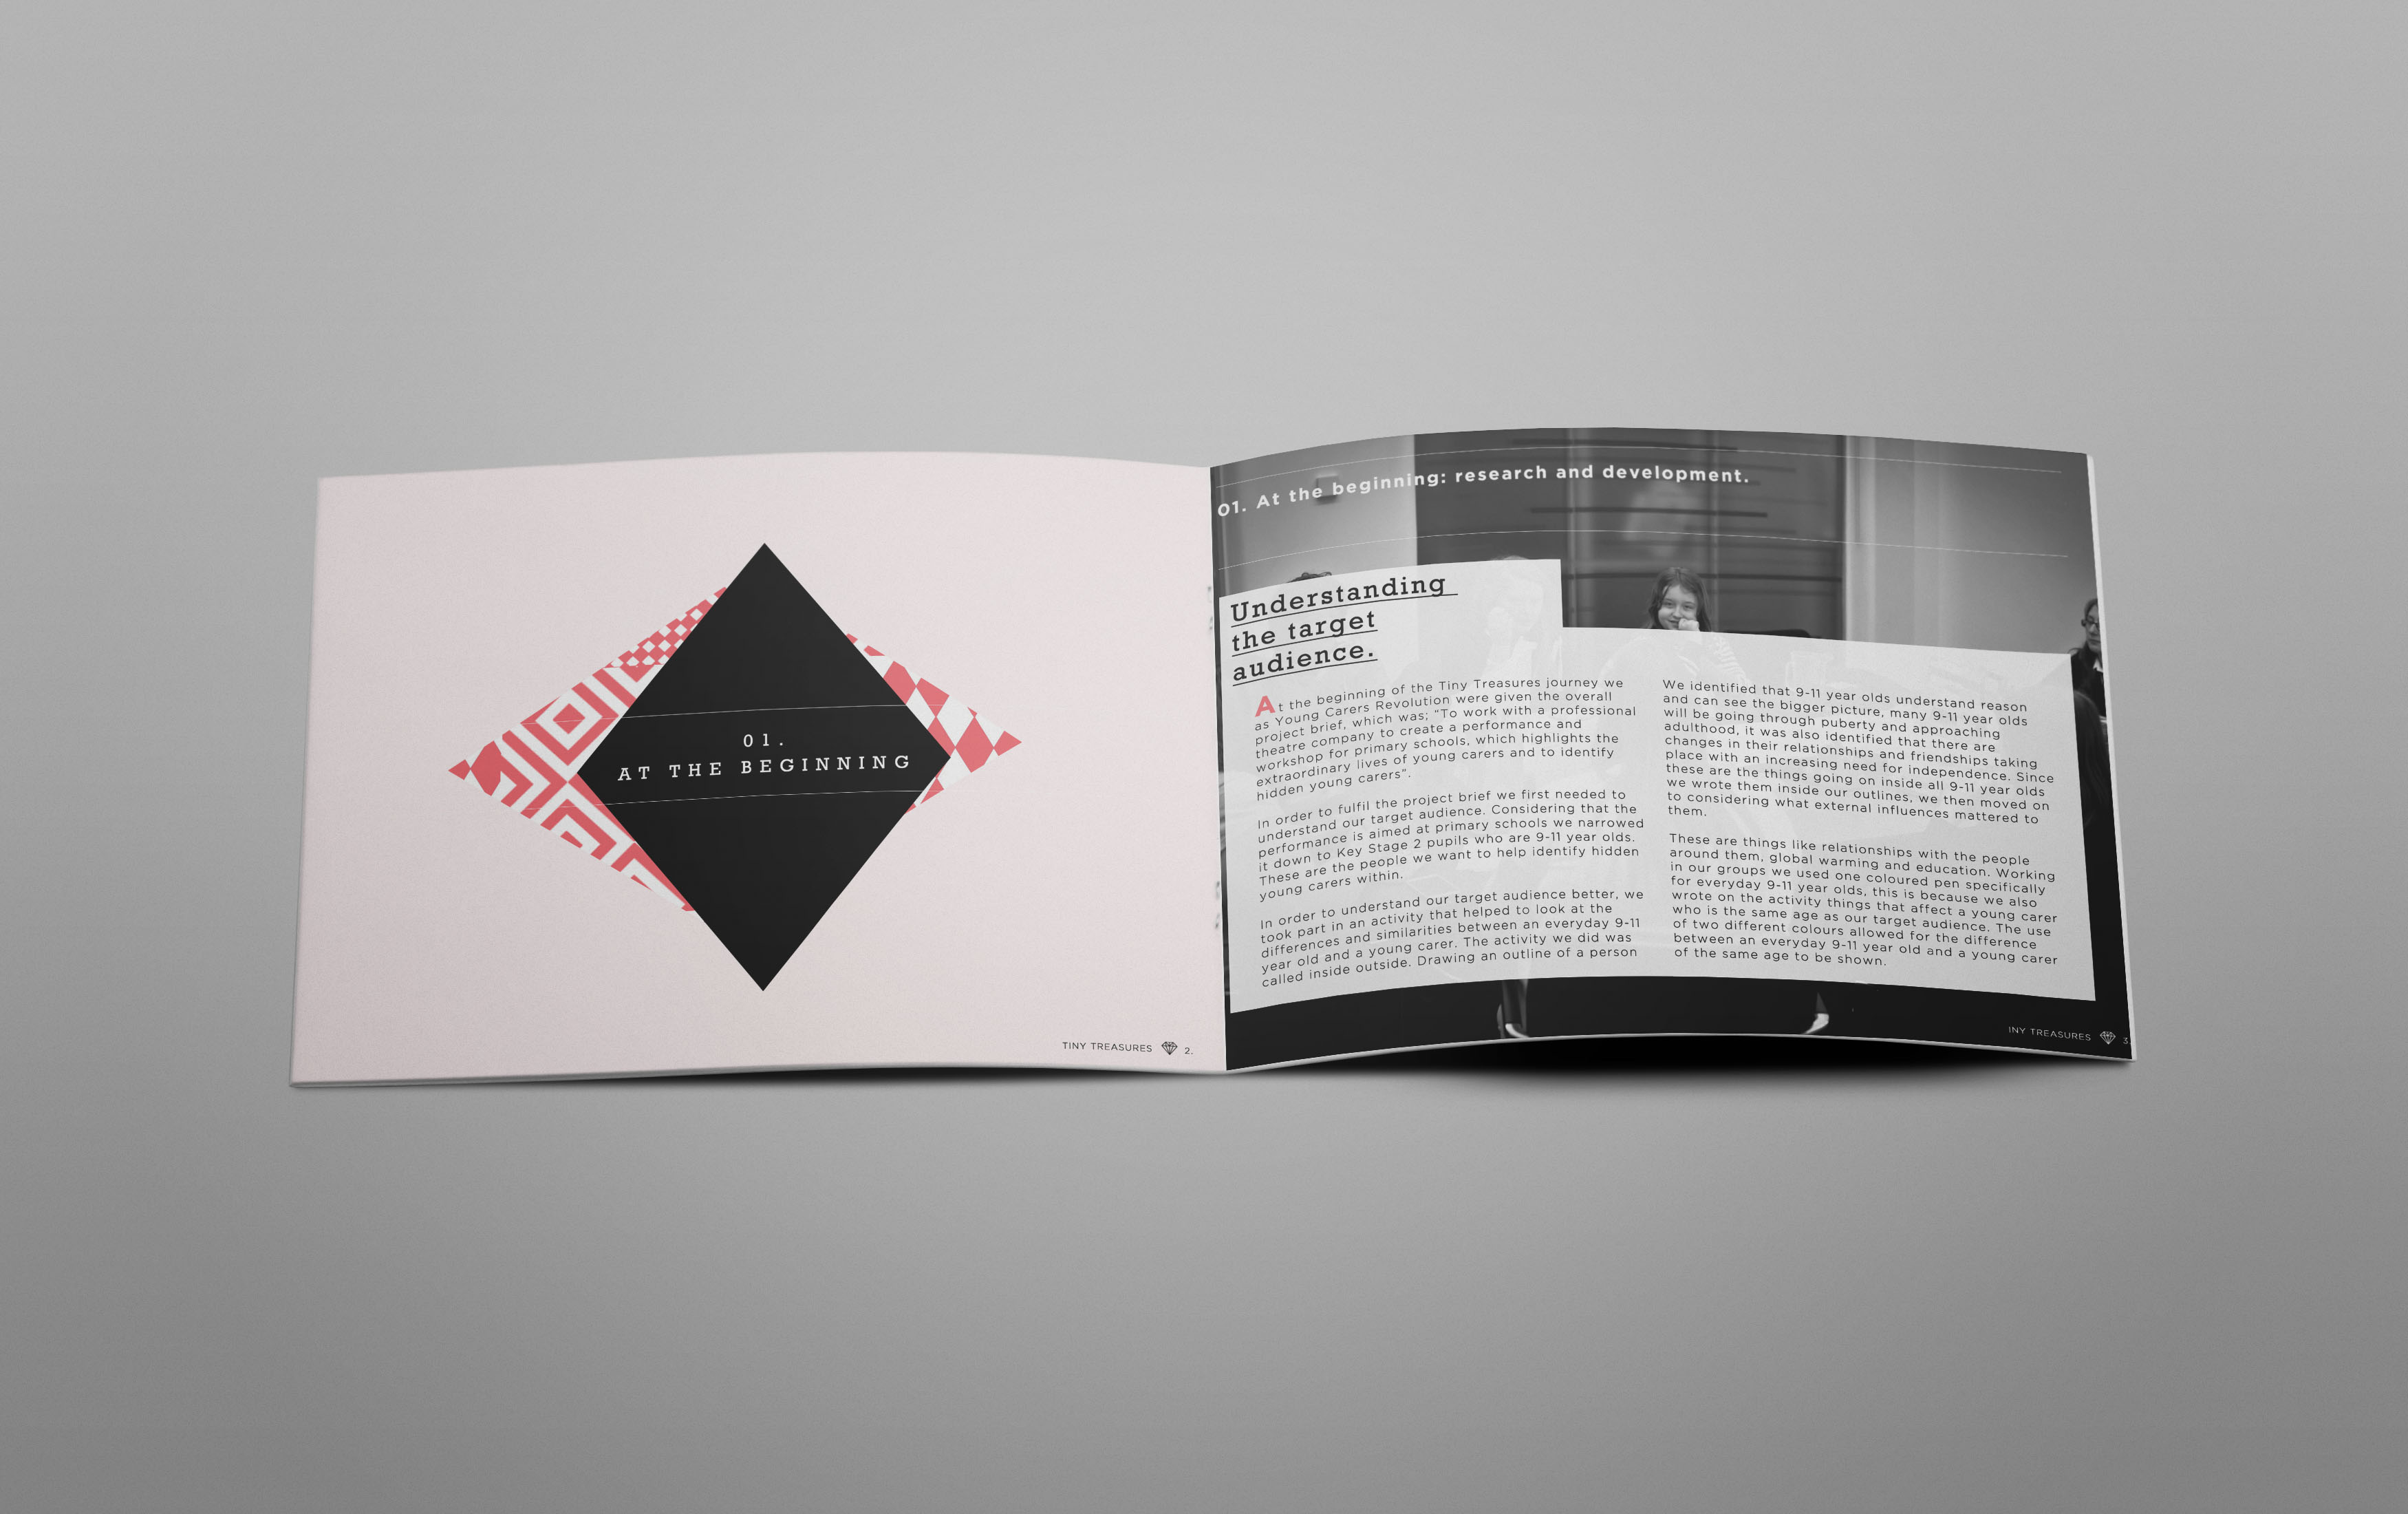 01.
AT THE BEGINNING
TINY TREASURES 2.
01. At the beginning: research and development.
Understanding
the target
audience.
At the beginning of the Tiny Treasures journey we
as Young Carers Revolution were given the overall
project brief, which was; “To work with a professional
theatre company to create a performance and
workshop for primary schools, which highlights the
extraordinary lives of young carers and to identify
hidden young carers”.
In order to fulfil the project brief we first needed to
understand our target audience. Considering that the
performance is aimed at primary schools we narrowed
it down to Key Stage 2 pupils who are 9-11 year olds.
These are the people we want to help identify hidden
young carers within.
In order to understand our target audience better, we
took part in an activity that helped to look at the
differences and similarities between an everyday 9-11
year old and a young carer. The activity we did was
called inside outside. Drawing an outline of a person
We identified that 9-11 year olds understand reason
and can see the bigger picture, many 9-11 year olds
will be going through puberty and approaching
adulthood, it was also identified that there are
changes in their relationships and friendships taking
place with an increasing need for independence. Since
these are the things going on inside all 9-11 year olds
we wrote them inside our outlines, we then moved on
to considering what external influences mattered to
them.
These are things like relationships with the people
around them, global warming and education. Working
in our groups we used one coloured pen specifically
for everyday 9-11 year olds, this is because we also
wrote on the activity things that affect a young carer
who is the same age as our target audience. The use
of two different colours allowed for the difference
between an everyday 9-11 year old and a young carer
of the same age to be shown.
INY TREASURES 3